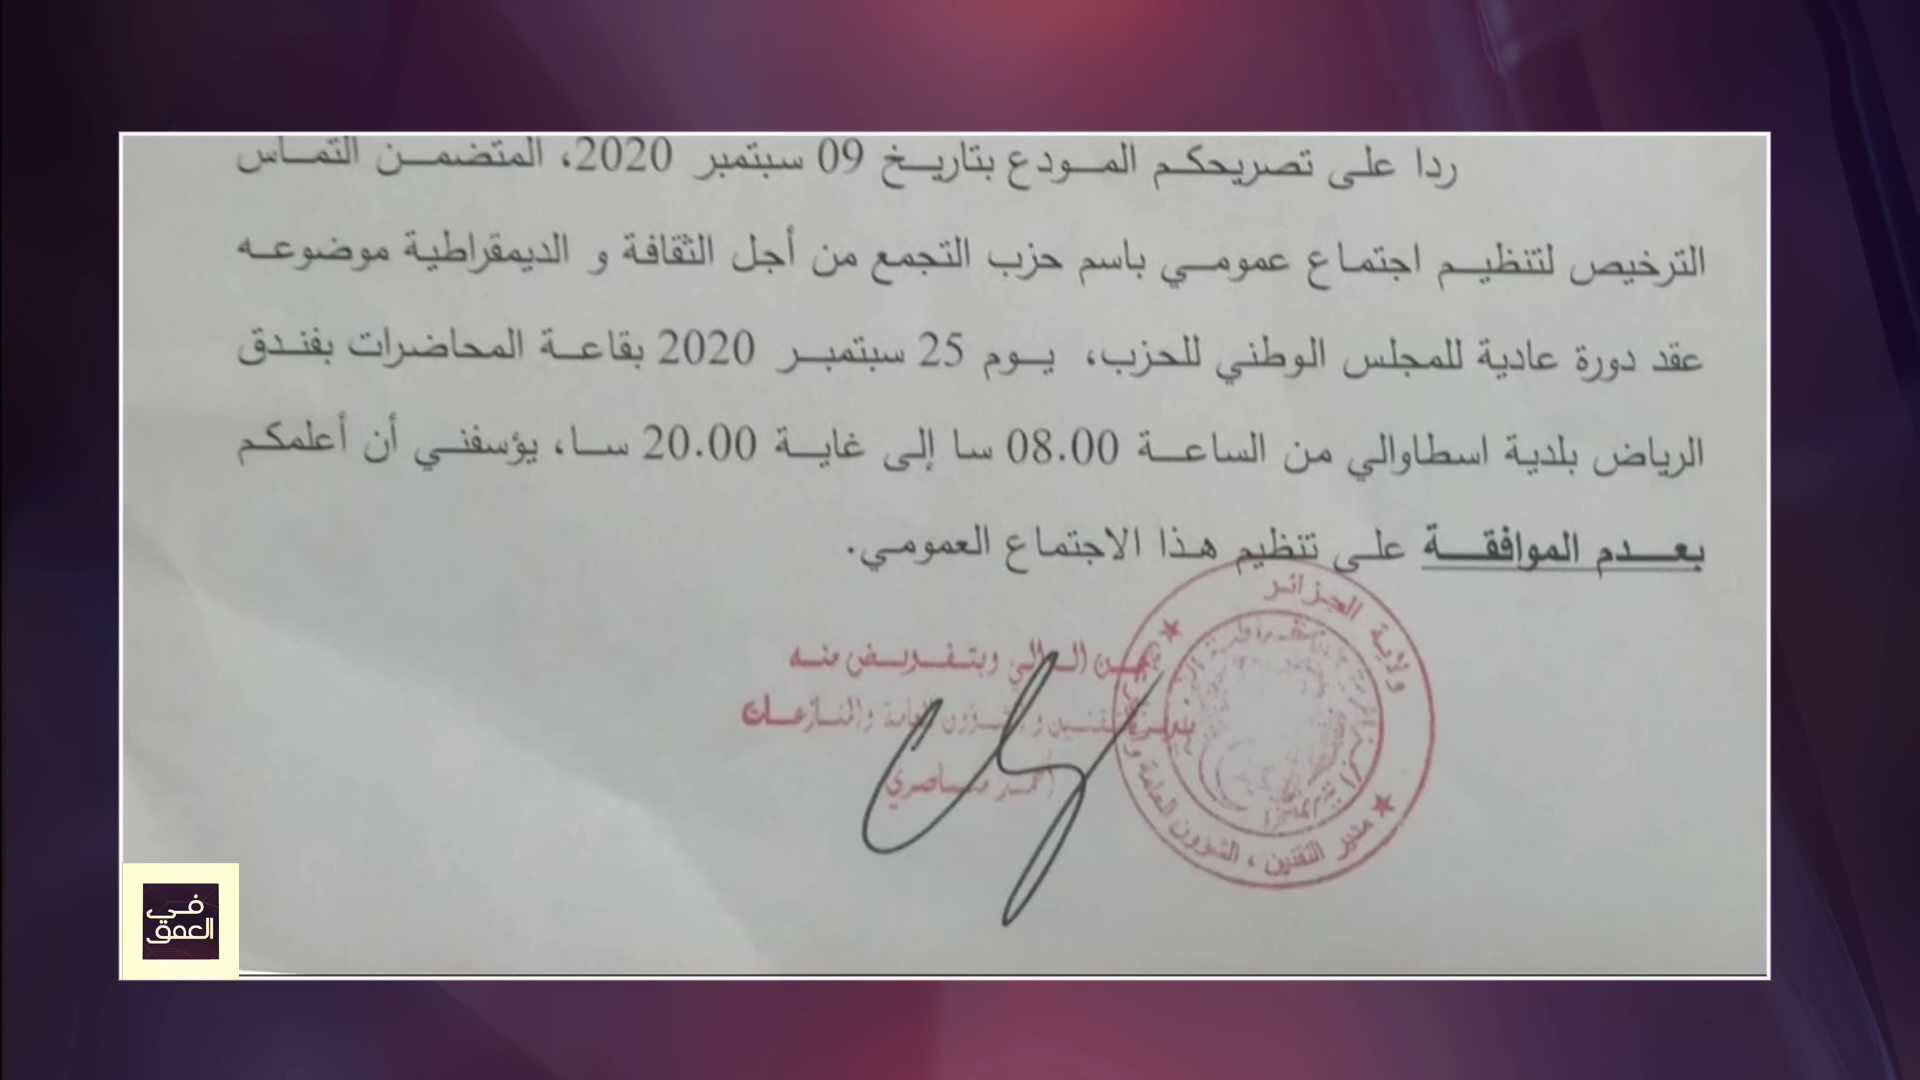 ردا على تصريحكم المودع بتاريخ 09 سبتمبر 2020، المتضمن التماس
الترخيص لتنظيم اجتماع عمومي باسم حزب التجمع من أجل الثقافة و الديمقراطية موضوعه
عقد دورة عادية للمجلس الوطني للحزب، يوم 25 سبتمبر 2020 بقاعة المحاضرات بفندق
الرياض بلدية اسطاوالي من الساعة 08.00 سا إلى غاية 20.00 سا، يؤسفني أن أعلمكم
بعدم الموافقة على تنظيم هذا الاجتماع العمومي.
ولاية الجزائر
عن الوالي وبتفويض منه
والمنازعات
مدير التقنين ، الشؤون العامة و
في
العمق